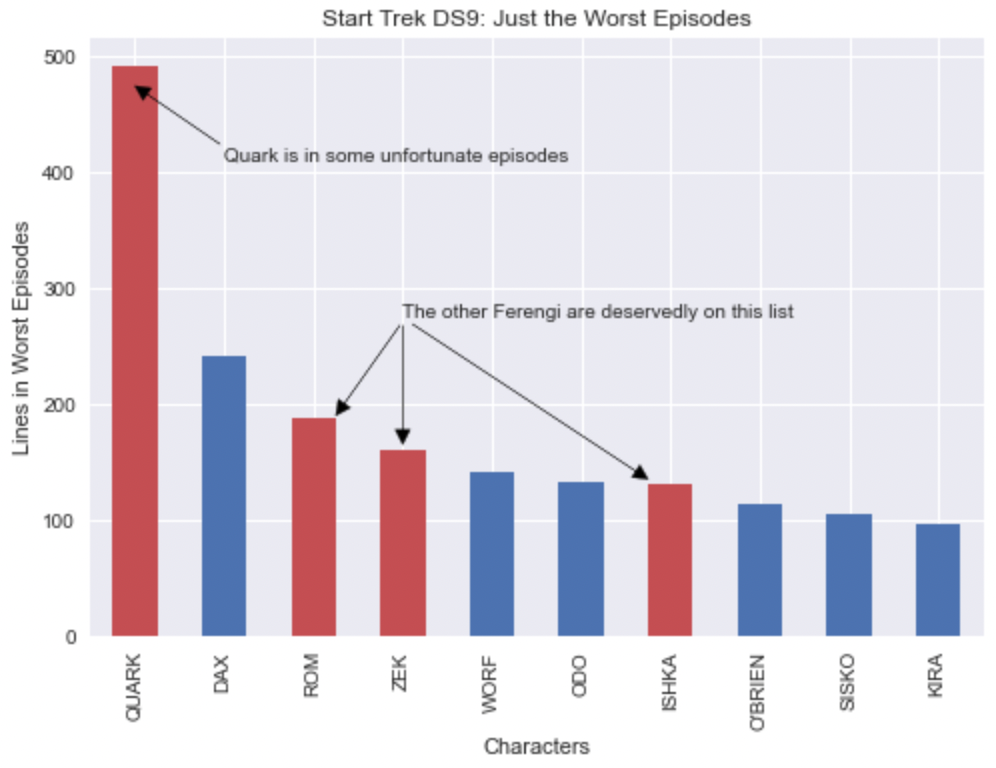 Start Trek DS9: Just the Worst Episodes
500
400
300
200
100
0
Lines in Worst Episodes
Quark is in some unfortunate episodes
The other Ferengi are deservedly on this list
QUARK
DAX
ROM
ZEK
WORF
ODO
ISHKA
O'BRIEN
SISKO
KIRA
Characters